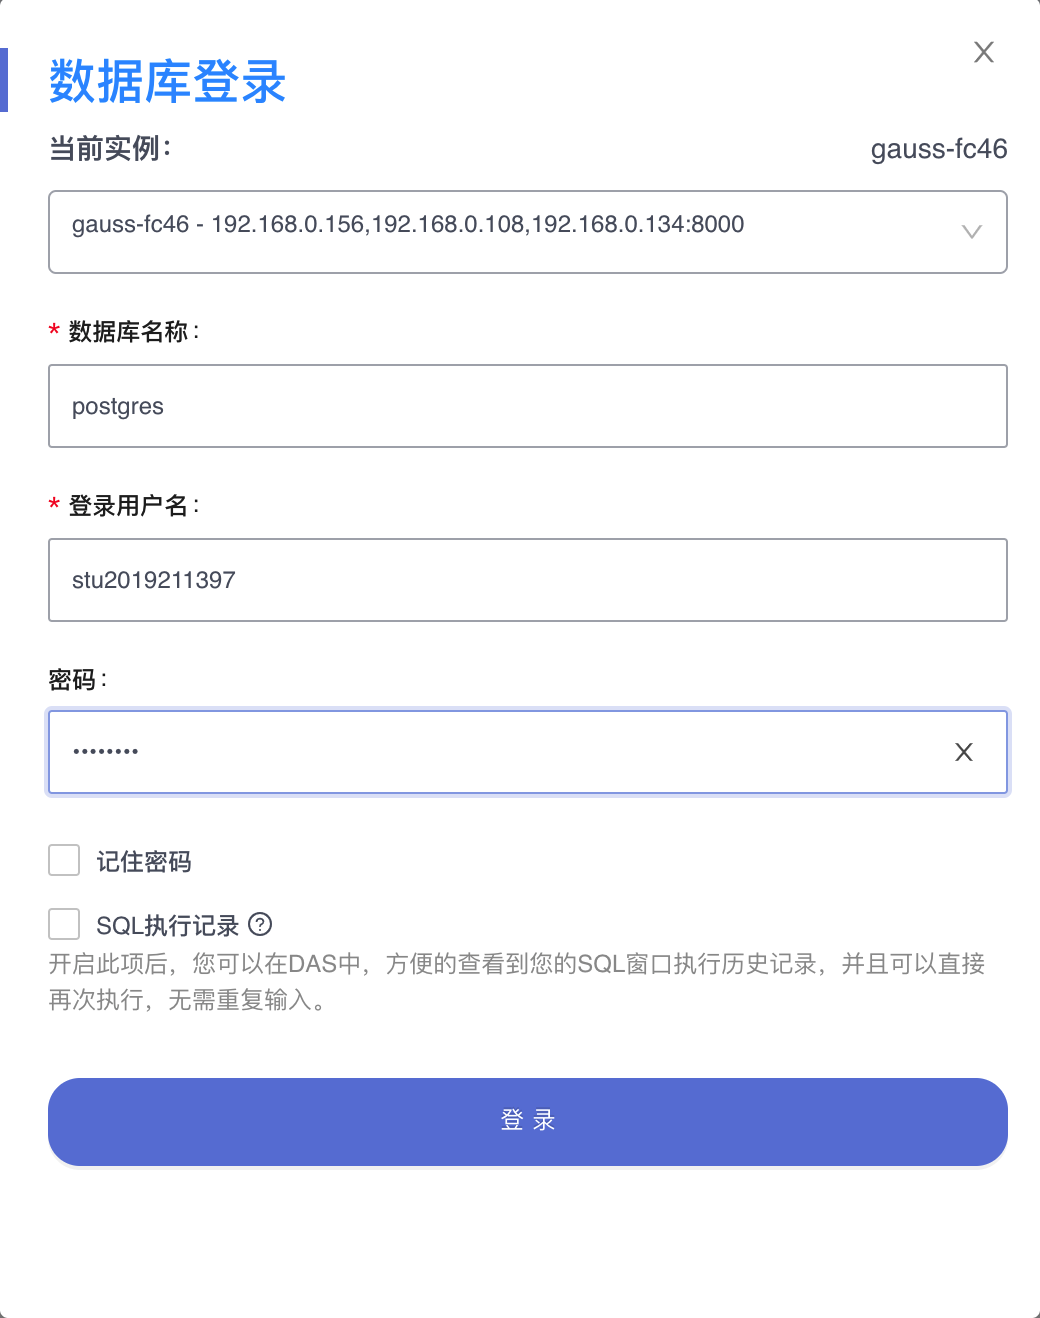 数据库登录
当前实例：
gauss-fc46
gauss-fc46 - 192.168.0.156,192.168.0.108,192.168.0.134:8000
* 数据库名称 :
postgres
* 登录用户名 :
stu2019211397
密码 :
••••••••
记住密码
SQL执行记录 ?
开启此项后，您可以在DAS中，方便的查看到您的SQL窗口执行历史记录，并且可以直接
再次执行，无需重复输入。
登 录